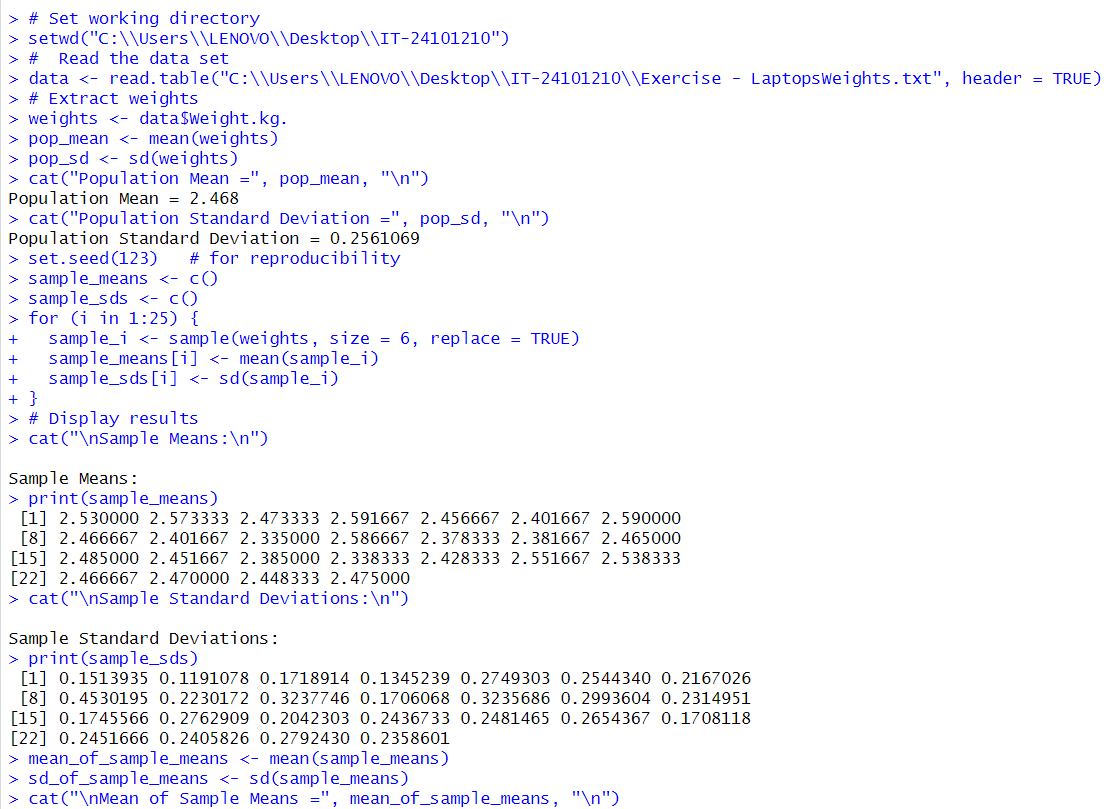 > # Set working directory
> setwd("C:\\Users\\LENOVO\\Desktop\\IT-24101210")
> #  Read the data set
> data <- read.table("C:\\Users\\LENOVO\\Desktop\\IT-24101210\\Exercise - LaptopsWeights.txt", header = TRUE)
> # Extract weights
> weights <- data$Weight.kg.
> pop_mean <- mean(weights)
> pop_sd <- sd(weights)
> cat("Population Mean =", pop_mean, "\n")
Population Mean = 2.468
> cat("Population Standard Deviation =", pop_sd, "\n")
Population Standard Deviation = 0.2561069
> set.seed(123)   # for reproducibility
> sample_means <- c()
> sample_sds <- c()
> for (i in 1:25) {
+   sample_i <- sample(weights, size = 6, replace = TRUE)
+   sample_means[i] <- mean(sample_i)
+   sample_sds[i] <- sd(sample_i)
+ }
> # Display results
> cat("\nSample Means:\n")

Sample Means:
> print(sample_means)
 [1] 2.530000 2.573333 2.473333 2.591667 2.456667 2.401667 2.590000
 [8] 2.466667 2.401667 2.335000 2.586667 2.378333 2.381667 2.465000
[15] 2.485000 2.451667 2.385000 2.338333 2.428333 2.551667 2.538333
[22] 2.466667 2.470000 2.448333 2.475000
> cat("\nSample Standard Deviations:\n")

Sample Standard Deviations:
> print(sample_sds)
 [1] 0.1513935 0.1191078 0.1718914 0.1345239 0.2749303 0.2544340 0.2167026
 [8] 0.4530195 0.2230172 0.3237746 0.1706068 0.3235686 0.2993604 0.2314951
[15] 0.1745566 0.2762909 0.2042303 0.2436733 0.2481465 0.2654367 0.1708118
[22] 0.2451666 0.2405826 0.2792430 0.2358601
> mean_of_sample_means <- mean(sample_means)
> sd_of_sample_means <- sd(sample_means)
> cat("\nMean of Sample Means =", mean_of_sample_means, "\n")